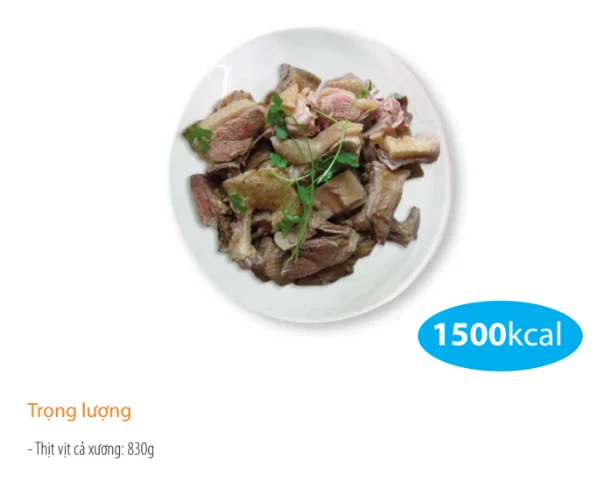 1500kcal
Trọng lượng
- Thịt vịt cả xương: 830g